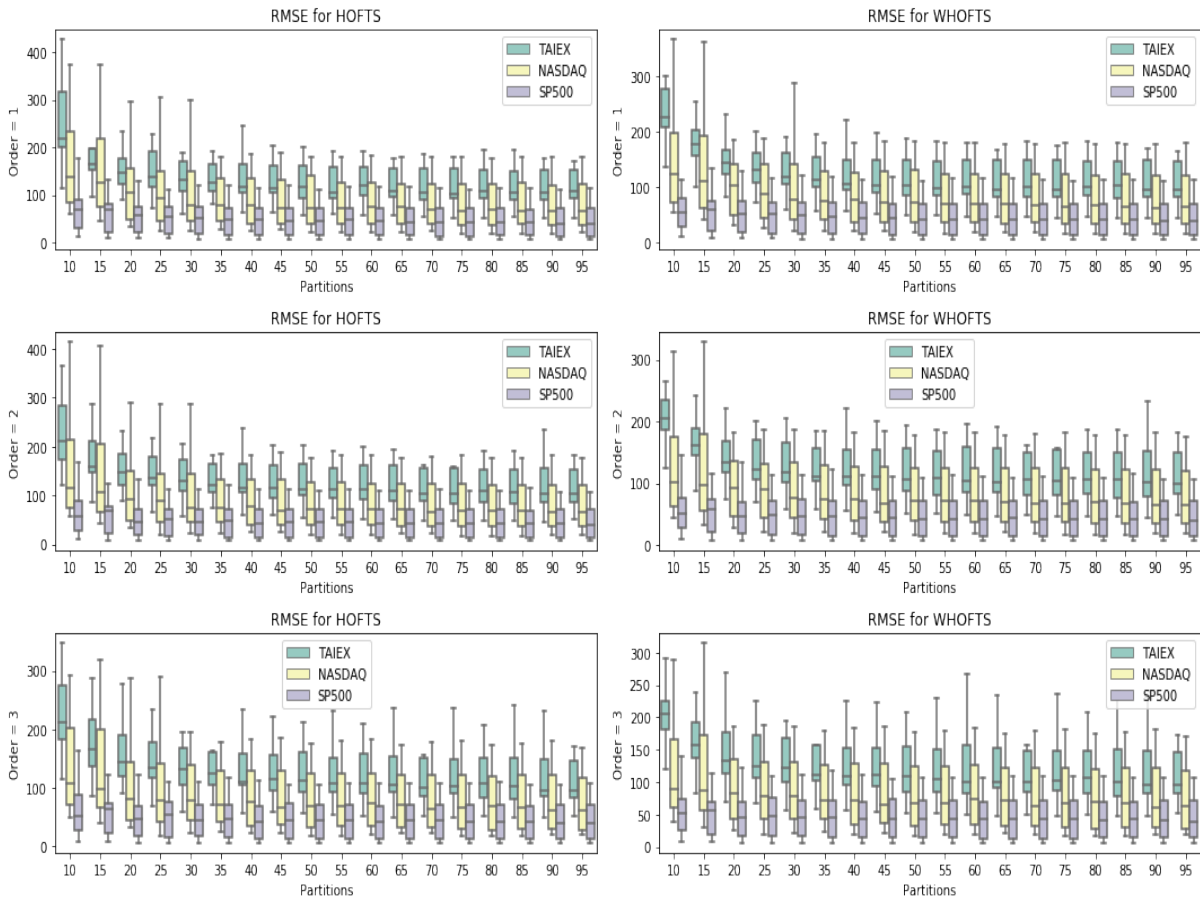 RMSE for HOFTS
Order = 1
400
300
200
100
0
TAIEX
NASDAQ
SP500
10 15 20 25 30 35 40 45 50 55 60 65 70 75 80 85 90 95
Partitions
RMSE for WHOFTS
Order = 1
300
200
100
0
TAIEX
NASDAQ
SP500
10 15 20 25 30 35 40 45 50 55 60 65 70 75 80 85 90 95
Partitions
RMSE for HOFTS
Order = 2
400
300
200
100
0
TAIEX
NASDAQ
SP500
10 15 20 25 30 35 40 45 50 55 60 65 70 75 80 85 90 95
Partitions
RMSE for WHOFTS
Order = 2
300
200
100
0
TAIEX
NASDAQ
SP500
10 15 20 25 30 35 40 45 50 55 60 65 70 75 80 85 90 95
Partitions
RMSE for HOFTS
Order = 3
300
200
100
0
TAIEX
NASDAQ
SP500
10 15 20 25 30 35 40 45 50 55 60 65 70 75 80 85 90 95
Partitions
RMSE for WHOFTS
Order = 3
300
250
200
150
100
50
0
TAIEX
NASDAQ
SP500
10 15 20 25 30 35 40 45 50 55 60 65 70 75 80 85 90 95
Partitions